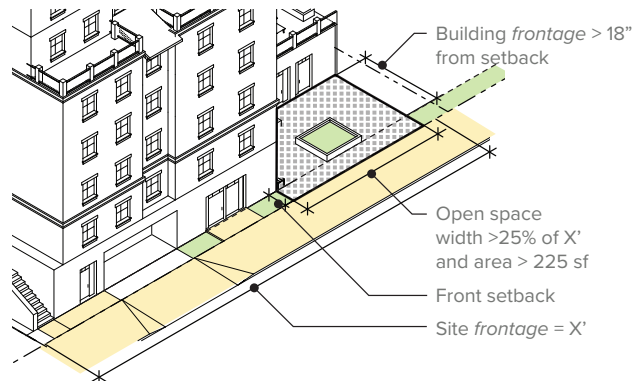 Building frontage > 18”
from setback
Open space
width >25% of X’
and area > 225 sf
Front setback
Site frontage = X’